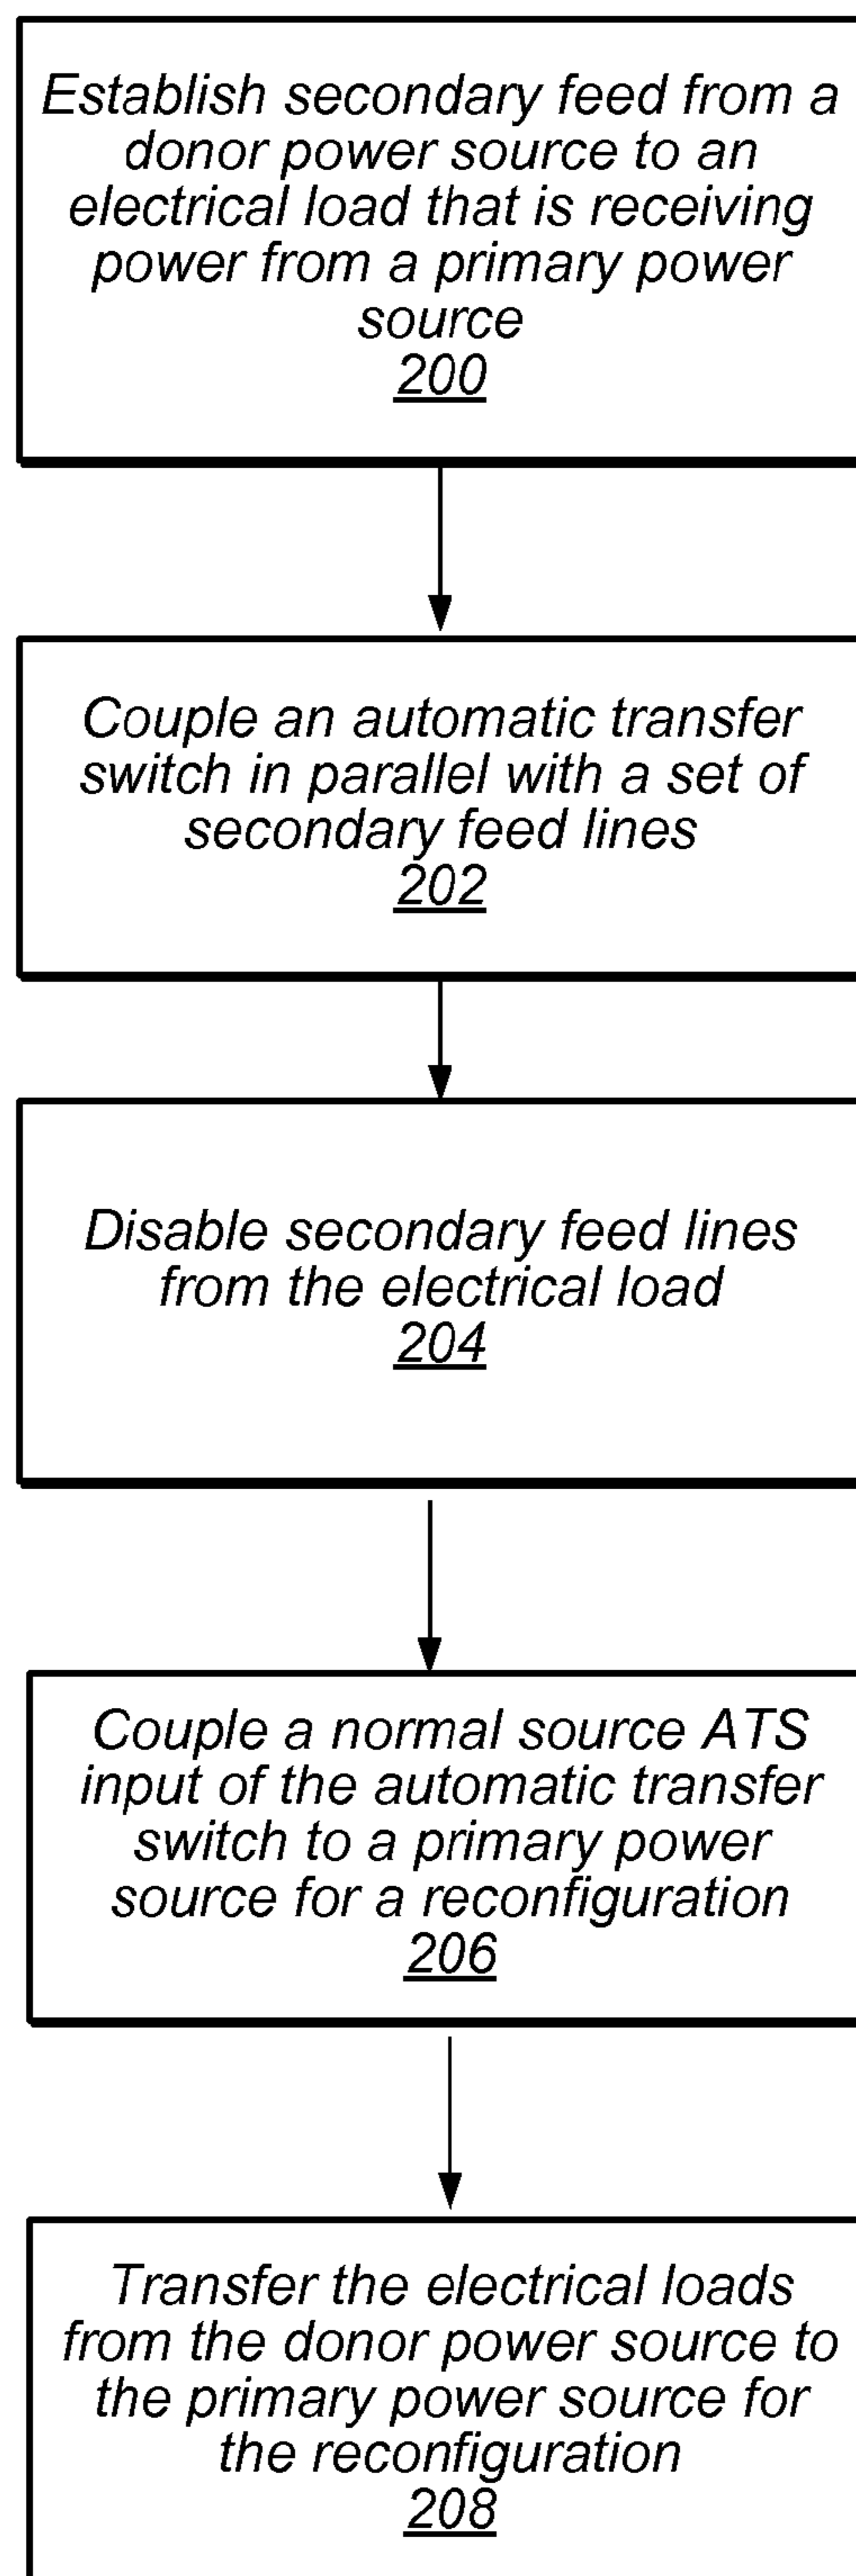 Establish secondary feed from a
donor power source to an
electrical load that is receiving
power from a primary power
source
200
Couple an automatic transfer
switch in parallel with a set of
secondary feed lines
202
Disable secondary feed lines
from the electrical load
204
Couple a normal source ATS
input of the automatic transfer
switch to a primary power
source for a reconfiguration
206
Transfer the electrical loads
from the donor power source to
the primary power source for
the reconfiguration
208